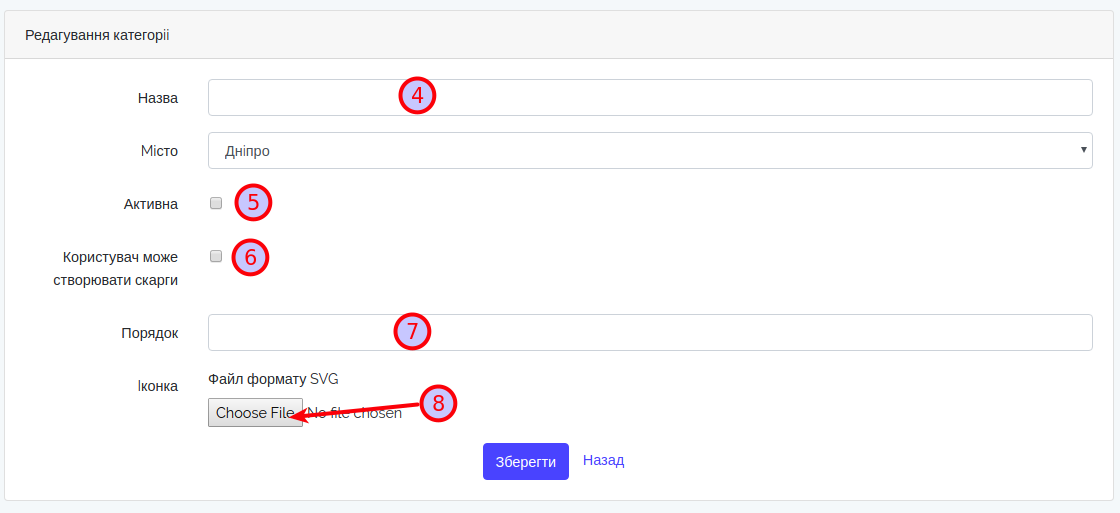 Редагування категорії
Назва
4
Місто
Дніпро
Активна
5
Користувач може
створювати скарги
6
Порядок
7
Іконка
Файл формату SVG
Choose File No file chosen
8
Зберегти
Назад